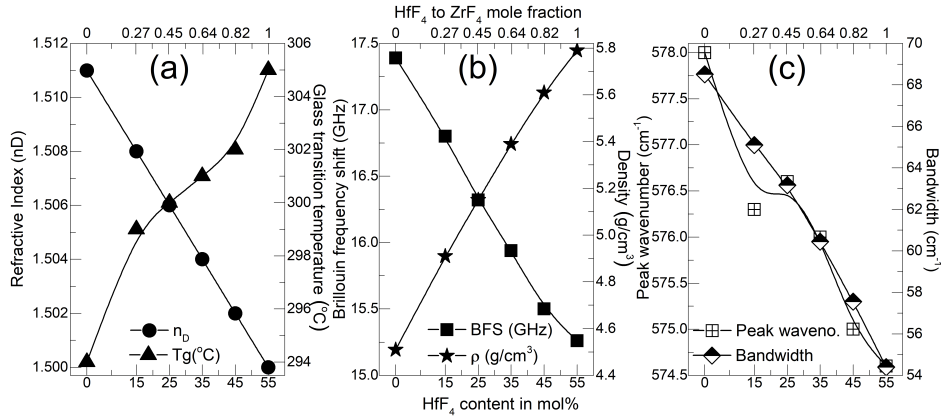 HfF4 to ZrF4 mole fraction
0 0.27 0.45 0.64 0.82 1
0 0.27 0.45 0.64 0.82 1
0 0.27 0.45 0.64 0.82 1
(a)
(b)
(c)
Refractive Index (nD)
1.512
1.510
1.508
1.506
1.504
1.502
1.500
306
304
302
300
298
296
294
Glass transition
temperature (°C)
nD
Tg(°C)
0 15 25 35 45 55
Brillouin frequency shift (GHz)
17.5
17.0
16.5
16.0
15.5
15.0
5.8
5.6
5.4
5.2
5.0
4.8
4.6
4.4
Density (g/cm³)
BFS (GHz)
ρ (g/cm³)
0 15 25 35 45 55
HfF4 content in mol%
Peak wavenumber (cm⁻¹)
578.0
577.5
577.0
576.5
576.0
575.5
575.0
574.5
70
68
66
64
62
60
58
56
54
Bandwidth (cm⁻¹)
Peak waveno.
Bandwidth
0 15 25 35 45 55